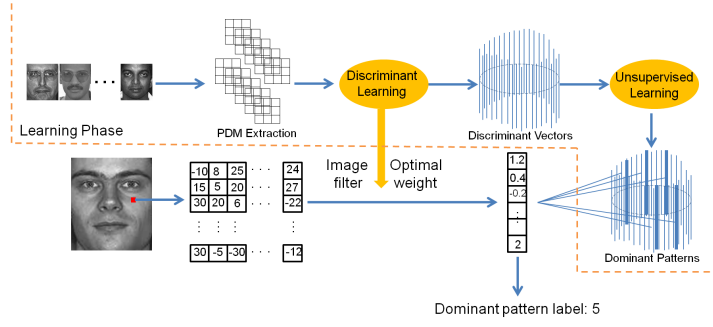 Learning Phase
PDM Extraction
Discriminant
Learning
Discriminant Vectors
Unsupervised
Learning
Image
filter
Optimal
weight
-10 8 25 · · · 24
15 5 20 · · · 27
30 20 6 · · · -22
30 -5 -30 · · · -12
1.2
0.4
-0.2
2
Dominant Patterns
Dominant pattern label: 5